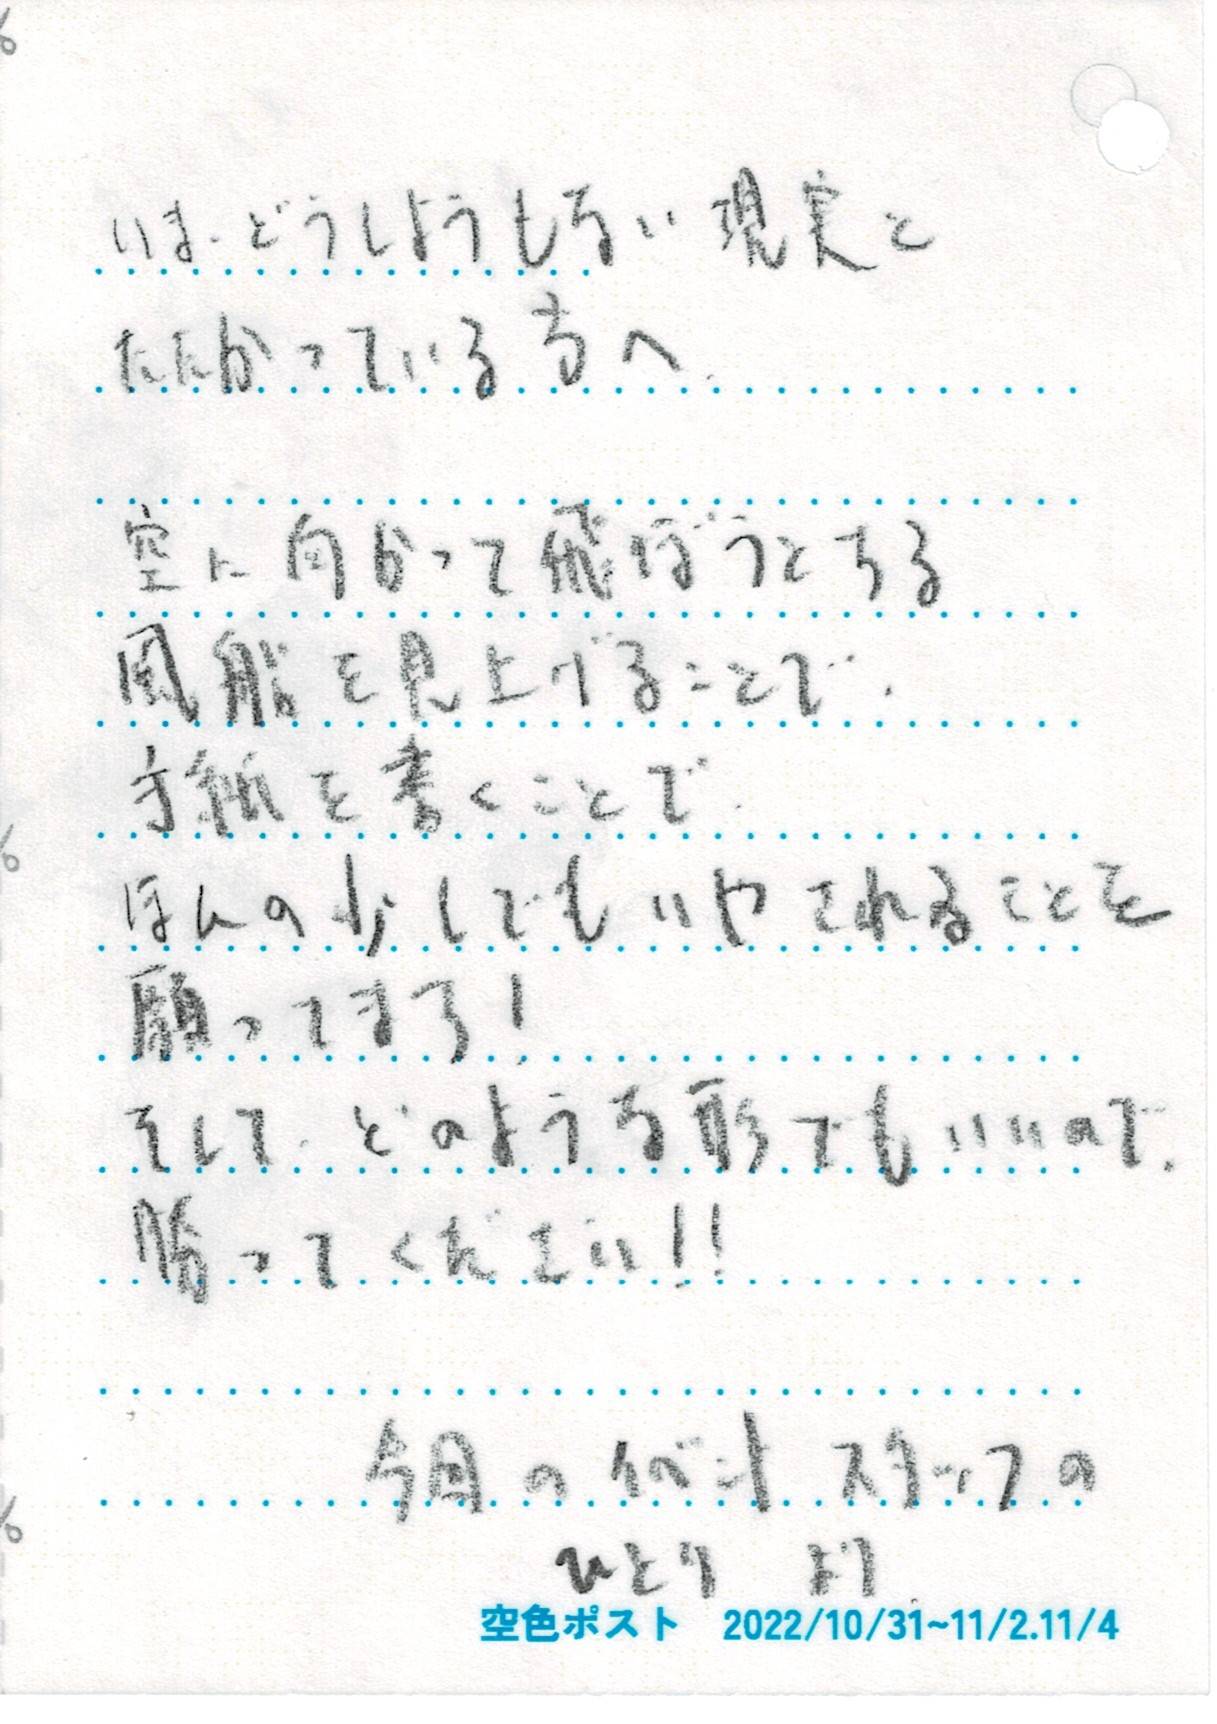 いま、どうしようもない現実と
たたかっている方へ
空に向かって飛ぼうとする
風船を見上げることで、
手紙を書くことで、
ほんの少しでもいやされることを
願ってます！
そして、どのような形でもいいので、
勝ってください！！
今回のイベントスタッフの
ひとり より
空色ポスト 2022/10/31~11/2.11/4